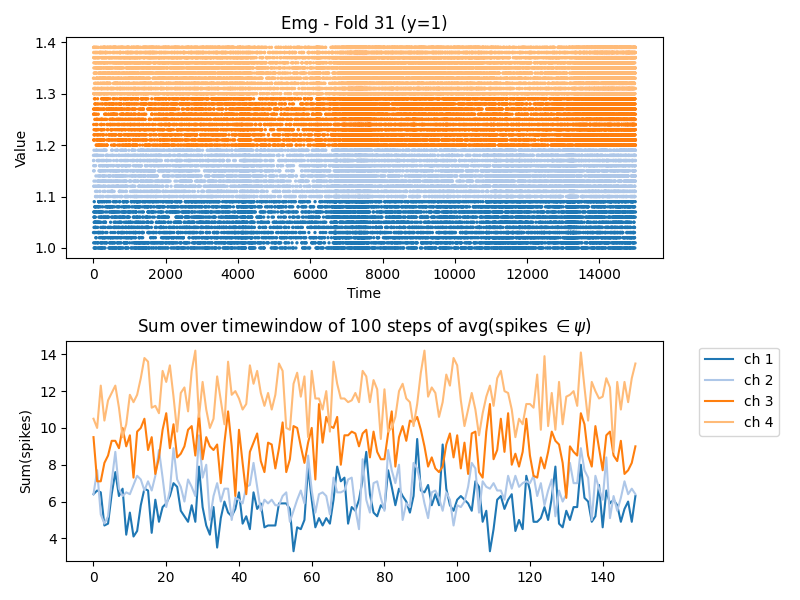 Emg - Fold 31 (y=1)
1.4
1.3
1.2
1.1
1.0
Value
0 2000 4000 6000 8000 10000 12000 14000
Time
Sum over timewindow of 100 steps of avg(spikes ∈ ψ)
14
12
10
8
6
4
Sum(spikes)
0 20 40 60 80 100 120 140
ch 1
ch 2
ch 3
ch 4